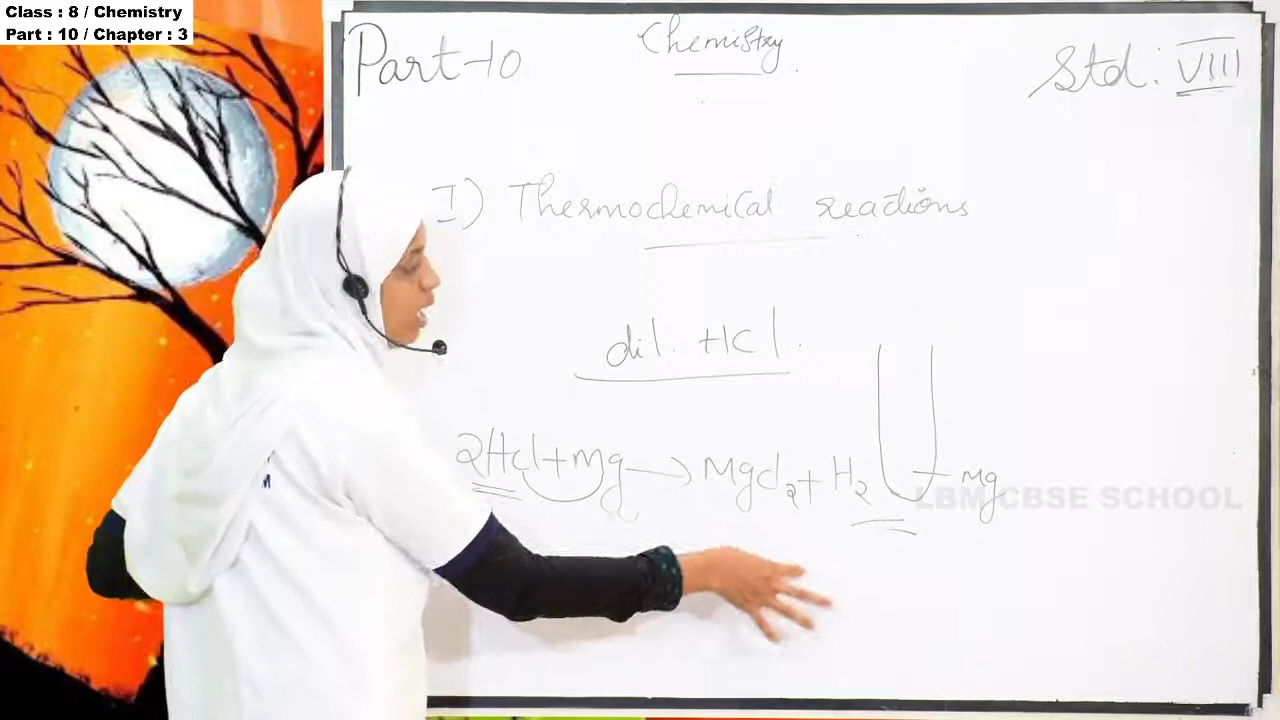 Class : 8 / Chemistry
Part : 10 / Chapter : 3
Part-10 Chemistry Std: VIII
I) Thermochemical reactions
dil. HCl.
2HCl+Mg→MgCl2+H2
Mg
LBM CBSE SCHOOL